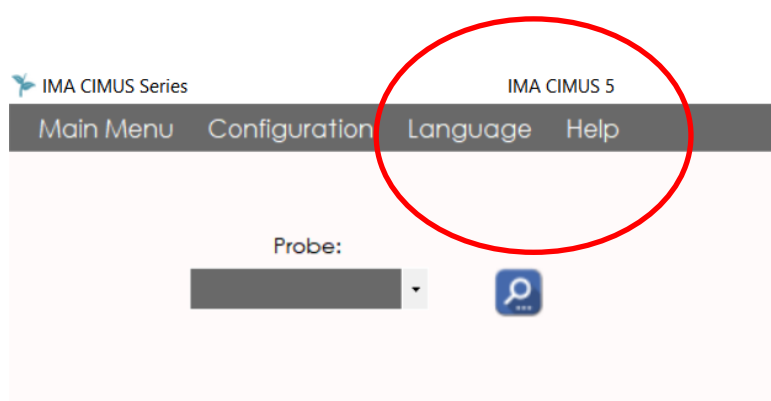 IMA CIMUS Series IMA CIMUS 5
Main Menu Configuration Language Help
Probe: